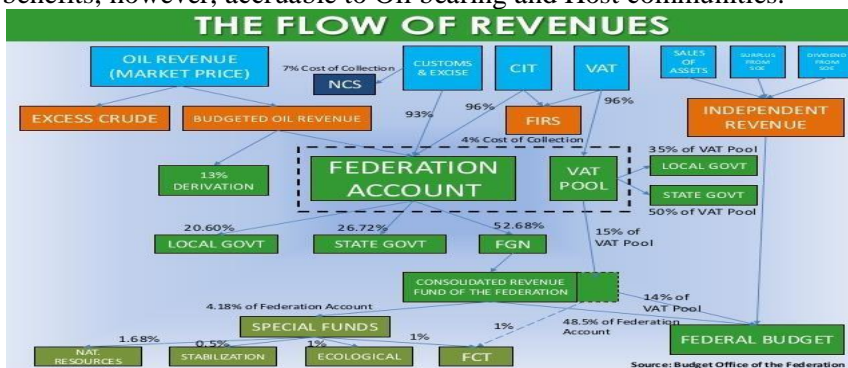 benefits, however, accruable to Oil bearing and Host communities.
THE FLOW OF REVENUES
OIL REVENUE
(MARKET PRICE)
7% Cost of Collection
NCS
CUSTOMS
& EXCISE
CIT
VAT
SALES
OF
ASSETS
SURPLUS
FROM
SOE
DIVIDEND
FROM
SOE
EXCESS CRUDE
BUDGETED OIL REVENUE
93%
96%
FIRS
96%
INDEPENDENT
REVENUE
4% Cost of Collection
13%
DERIVATION
FEDERATION
ACCOUNT
VAT
POOL
35% of VAT Pool
LOCAL GOVT
STATE GOVT
50% of VAT Pool
20.60%
26.72%
52.68%
LOCAL GOVT
STATE GOVT
FGN
15% of
VAT Pool
CONSOLIDATED REVENUE
FUND OF THE FEDERATION
4.18% of Federation Account
14% of
VAT Pool
SPECIAL FUNDS
1%
48.5% of Federation
Account
FEDERAL BUDGET
1.68%
0.5%
1%
1%
NAT.
RESOURCES
STABILIZATION
ECOLOGICAL
FCT
Source: Budget Office of the Federation